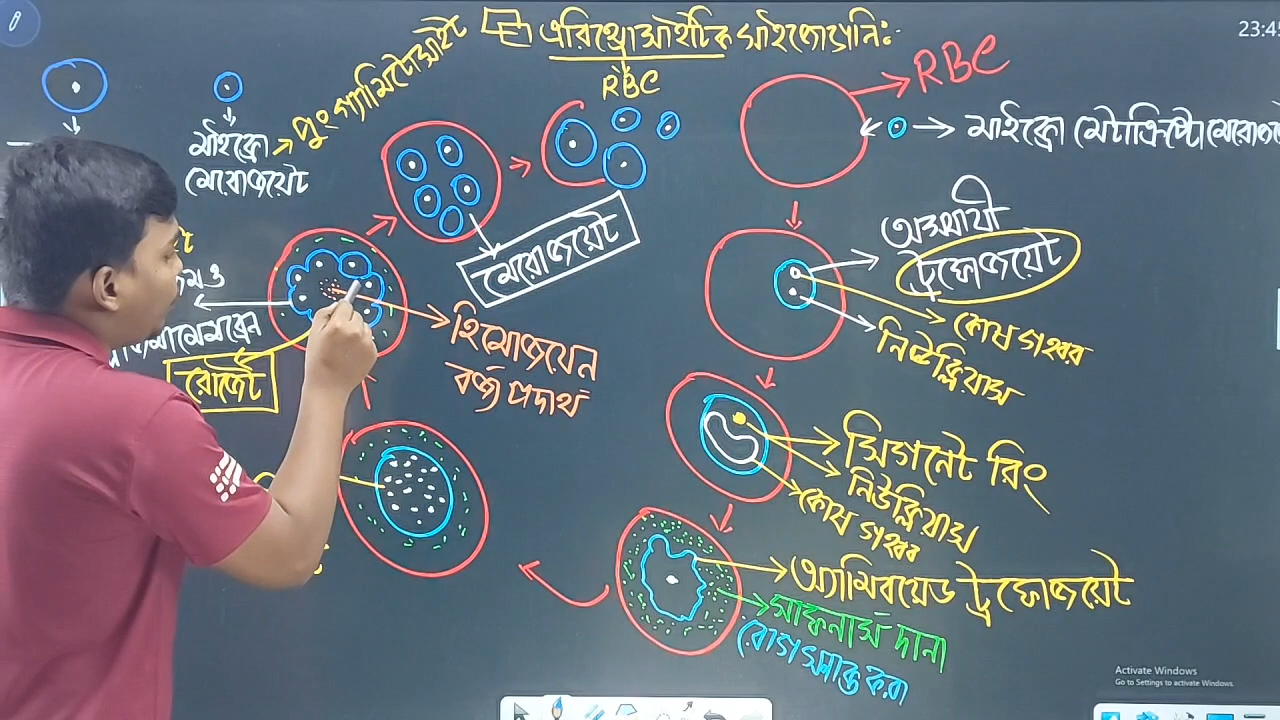 এরিথ্রোসাইটিক সাইজোগনি:-
23:45
RBC
RBC
মাইক্রো
মেরোজয়েট
পুং গ্যামিটোসাইট
মাইক্রো মেটাক্রিপ্টোমেরোজ
মেরোজয়েট
অস্থায়ী
ট্রফোজয়েট
কোষ গহ্বর
নিউক্লিয়াস
হিমোজয়েন
বর্জ্য পদার্থ
রোজেট
সিগনেট রিং
নিউক্লিয়াস
কোষ গহ্বর
অ্যামিবয়েড ট্রফোজয়েট
সাফনার্স দানা
রোগ সনাক্ত করা
Activate Windows
Go to Settings to activate Windows.